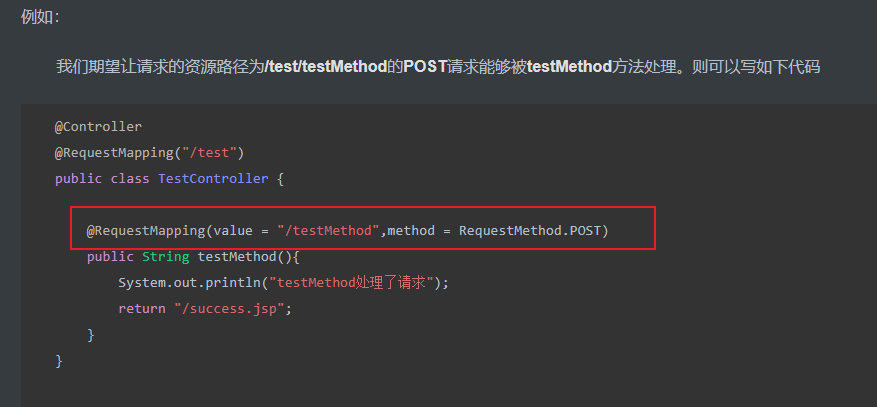 例如：
我们期望让请求的资源路径为/test/testMethod的POST请求能够被testMethod方法处理。则可以写如下代码
@Controller
@RequestMapping("/test")
public class TestController {
@RequestMapping(value = "/testMethod",method = RequestMethod.POST)
public String testMethod(){
System.out.println("testMethod处理了请求");
return "/success.jsp";
}
}